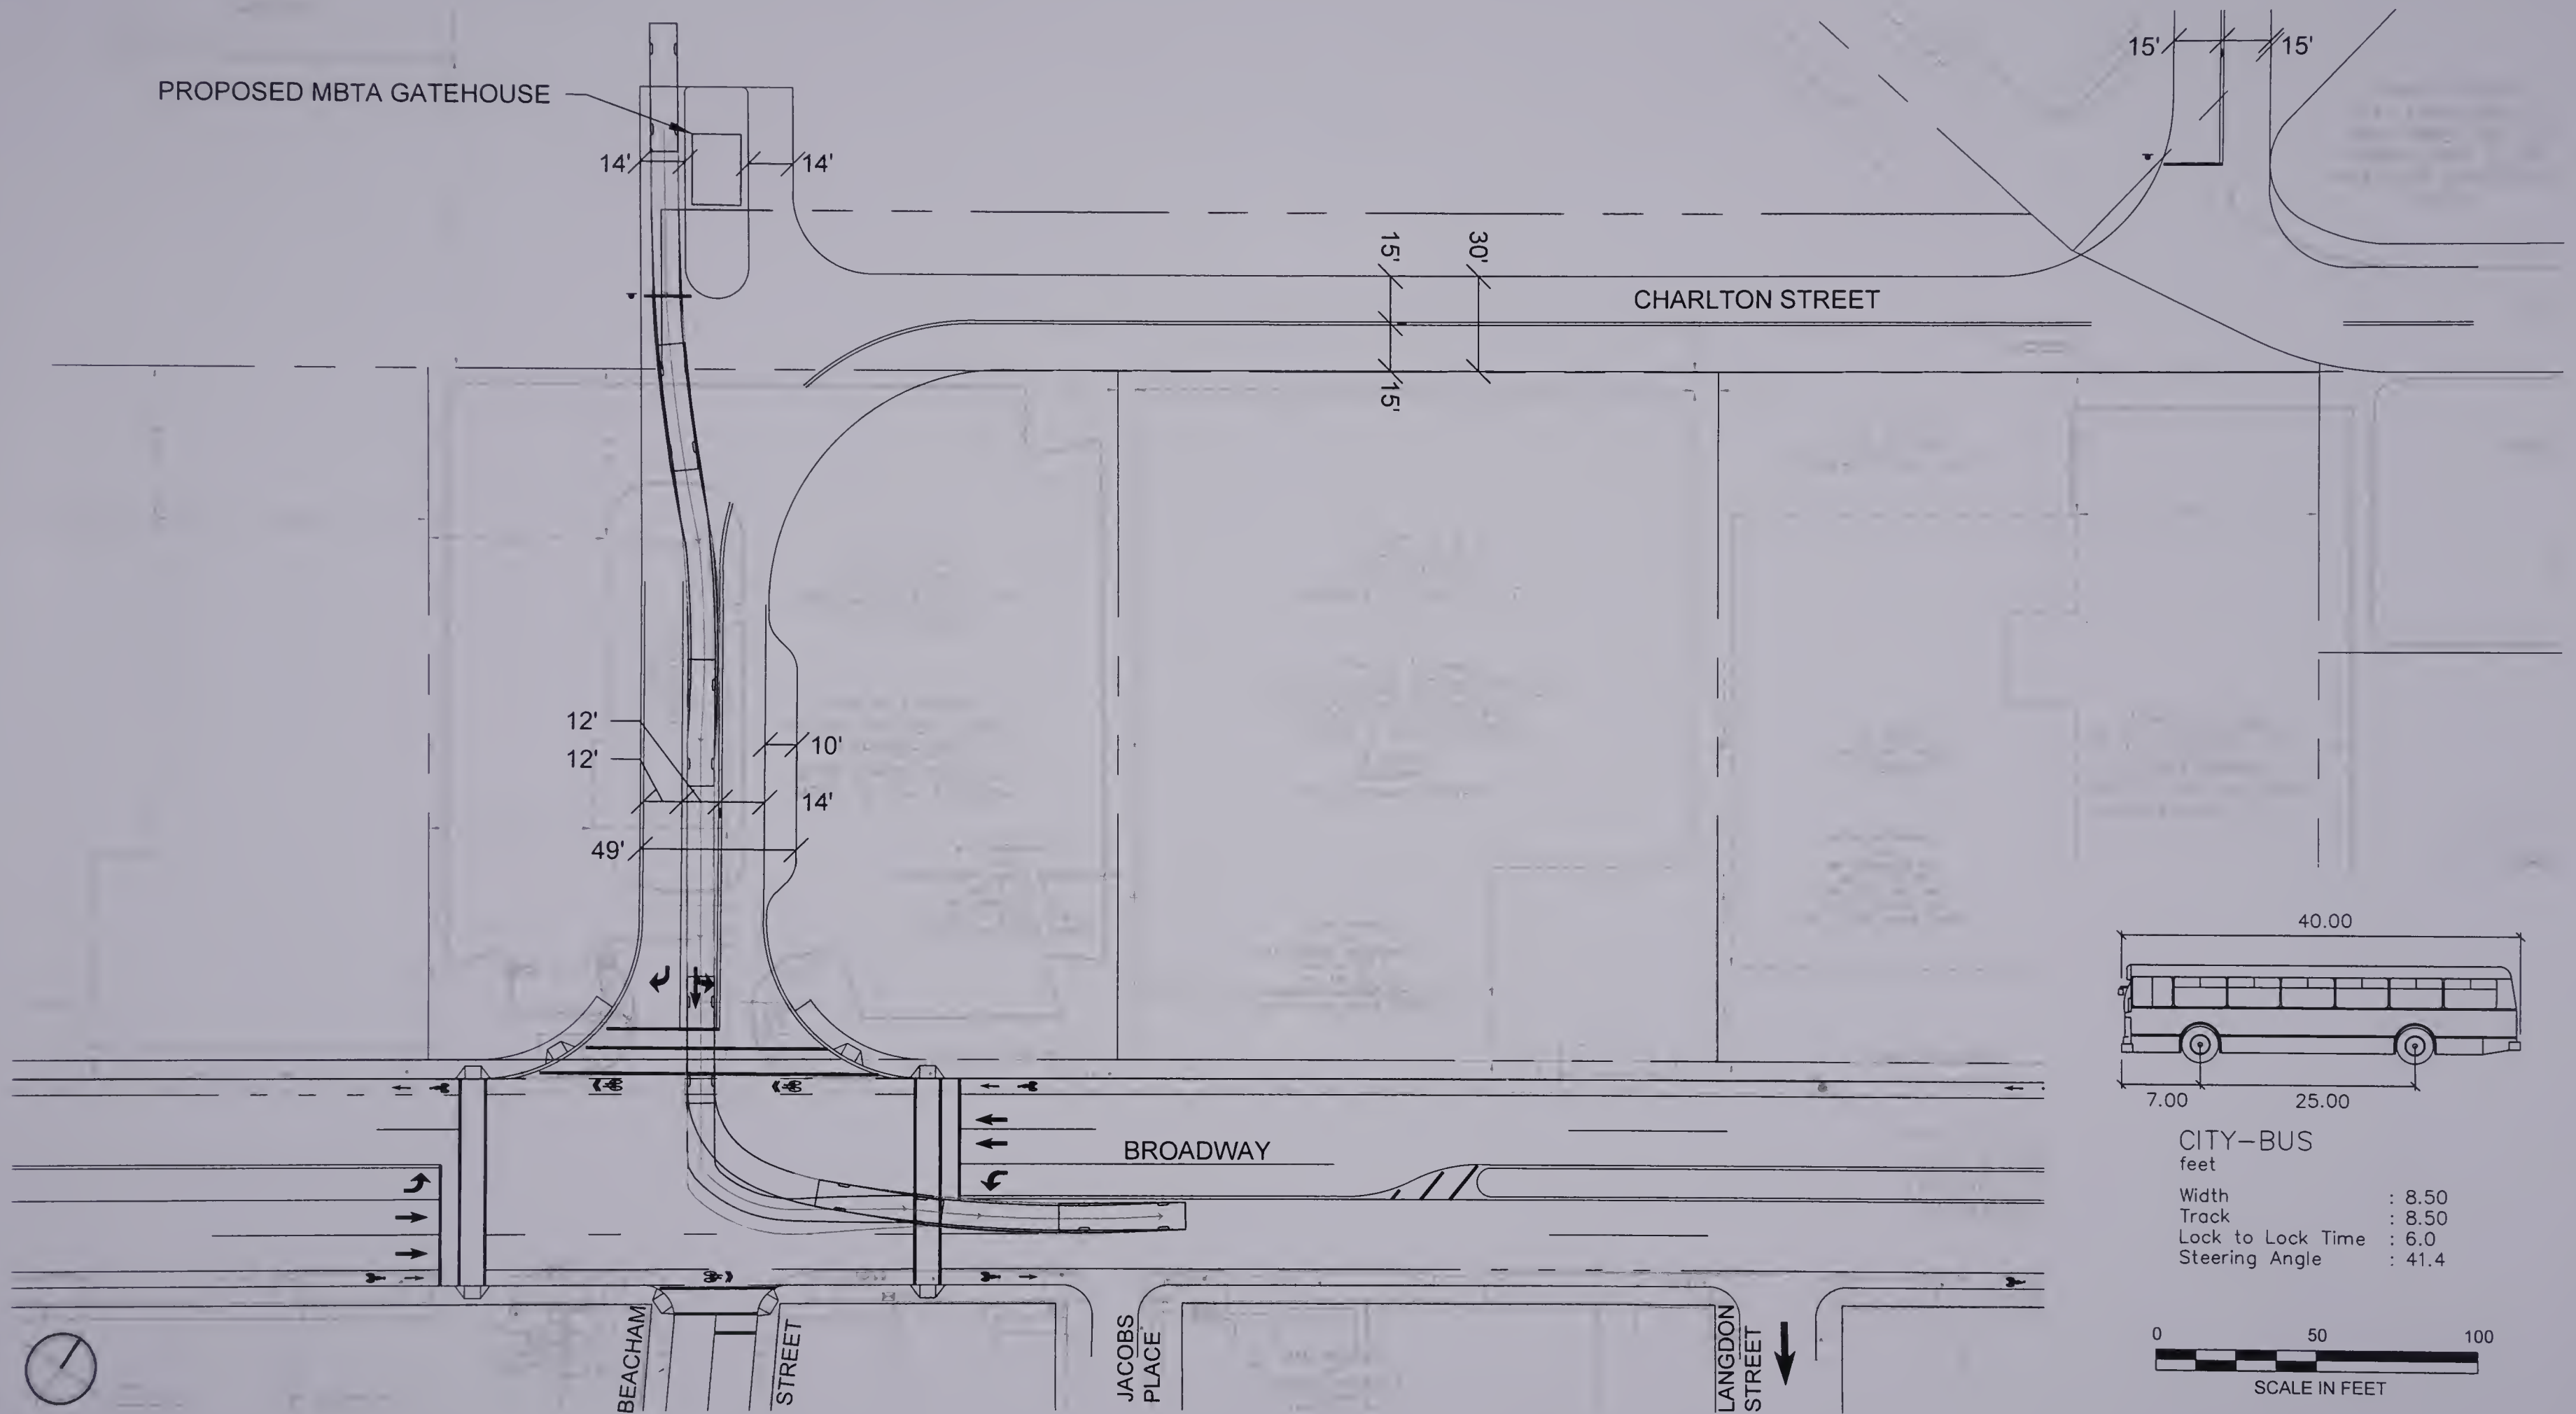 15'
15'
PROPOSED MBTA GATEHOUSE
14'
14'
15'
30'
CHARLTON STREET
15'
12'
10'
12'
14'
49'
40.00
7.00
25.00
BROADWAY
CITY-BUS
feet
Width : 8.50
Track : 8.50
Lock to Lock Time : 6.0
Steering Angle : 41.4
BEACHAM
STREET
JACOBS
PLACE
LANGDON
STREET
0 50 100
SCALE IN FEET